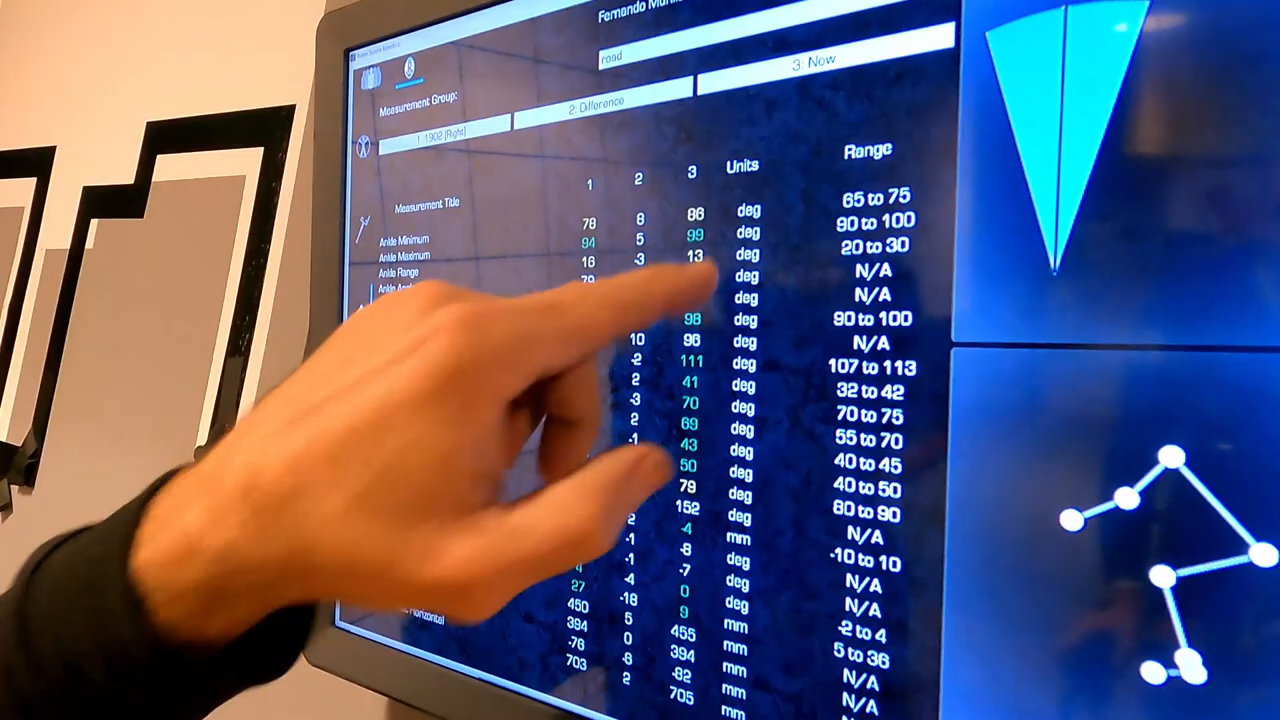 Fernando
road
Measurement Group:
1: 1902 (Right) 2: Difference 3: Now
Measurement Title 1 2 3 Units Range
Ankle Minimum 78 8 86 deg 65 to 75
Ankle Maximum 94 5 99 deg 90 to 100
Ankle Range 16 -3 13 deg 20 to 30
Ankle 79 deg N/A
deg N/A
98 deg 90 to 100
10 96 deg N/A
-2 111 deg 107 to 113
2 41 deg 32 to 42
-3 70 deg 70 to 75
2 69 deg 55 to 70
-1 43 deg 40 to 45
50 deg 40 to 50
79 deg 80 to 90
152 deg N/A
2 -4 mm -10 to 10
-1 -8 deg N/A
-1 -7 deg N/A
4 -4 0 deg -2 to 4
27 -18 9 mm 5 to 36
450 5 455 mm N/A
394 0 394 mm N/A
-76 -6 -82 mm N/A
703 2 705 mm
Horizontal